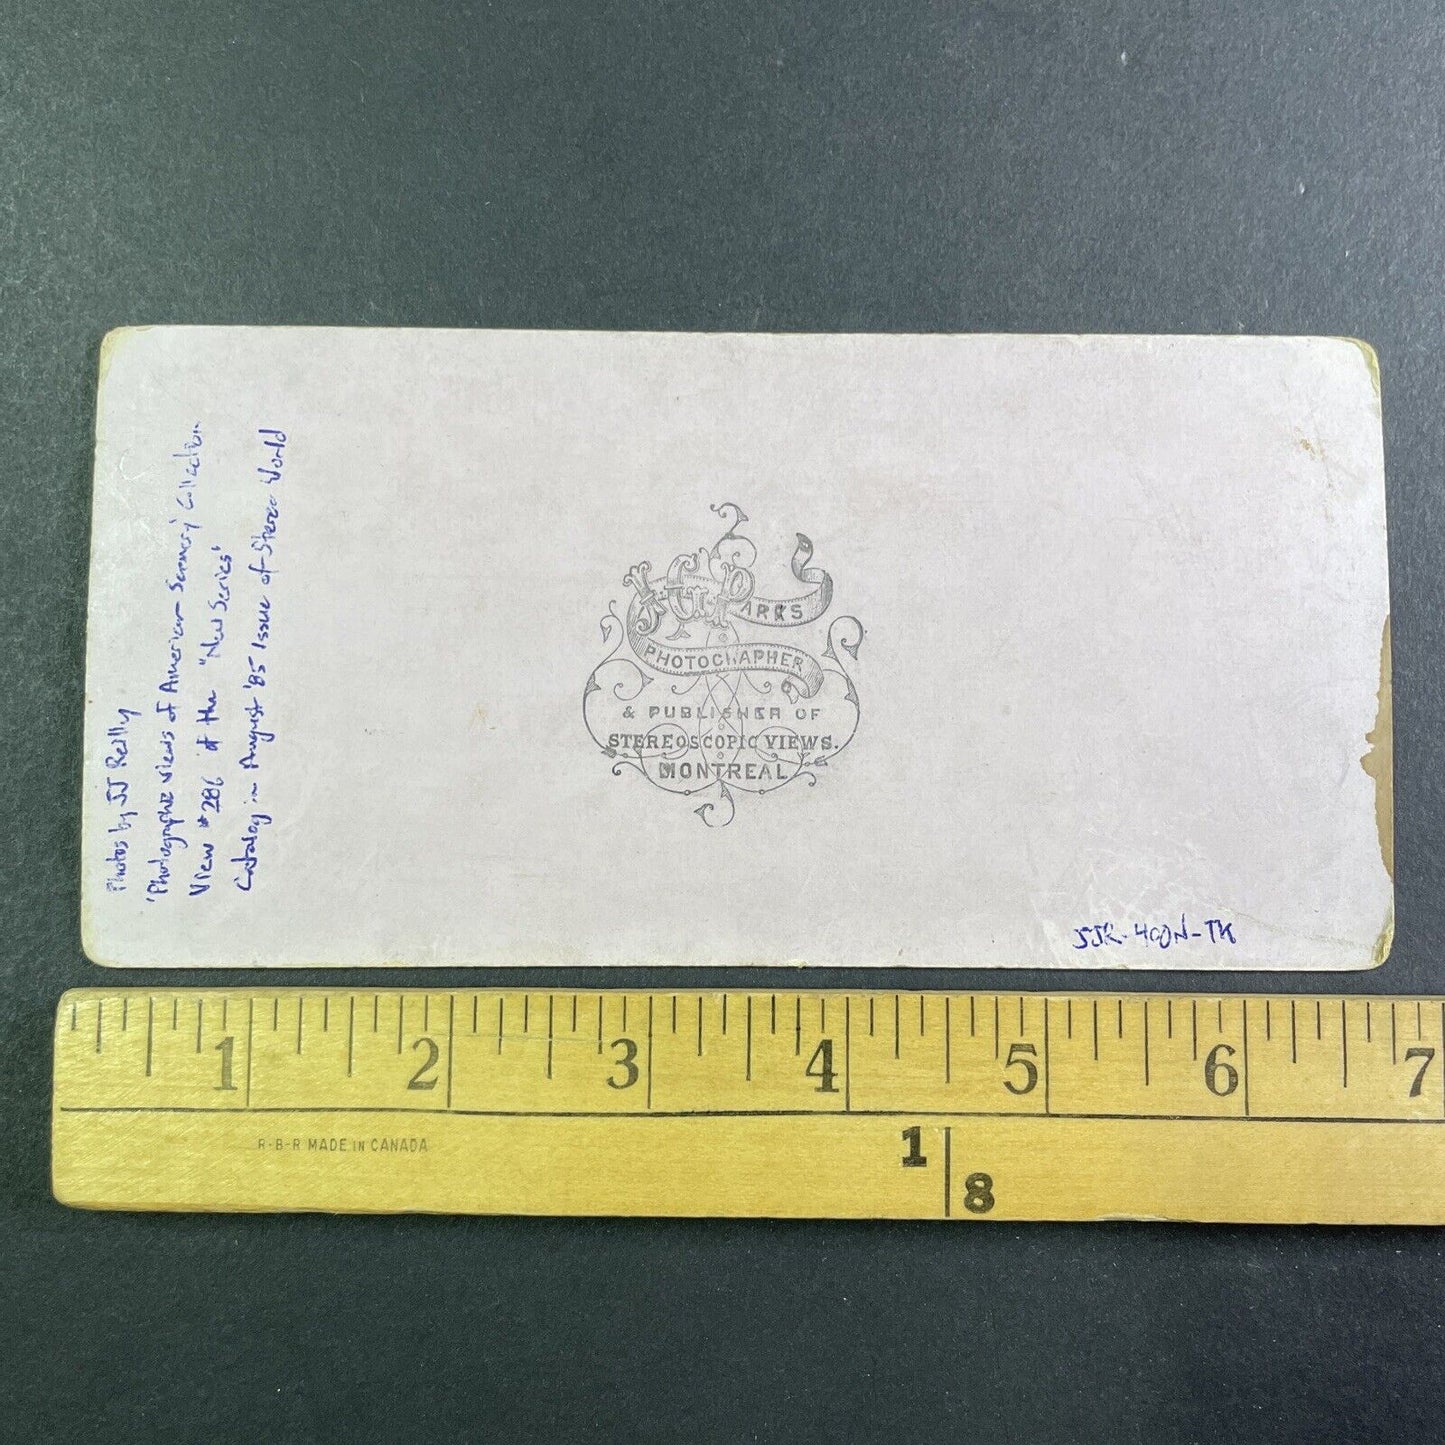 Photos by JJ Reilly
'Photographic Views of American Scenery' Collection
View #286 of the "New Series'
Catalog in August '85 Issue of Stereo World
J. G. PARKS
PHOTOGRAPHER
& PUBLISHER OF
STEREOSCOPIC VIEWS.
MONTREAL
JJR-400N-TK
1 2 3 4 5 6 7
R-B-R MADE IN CANADA
1
8